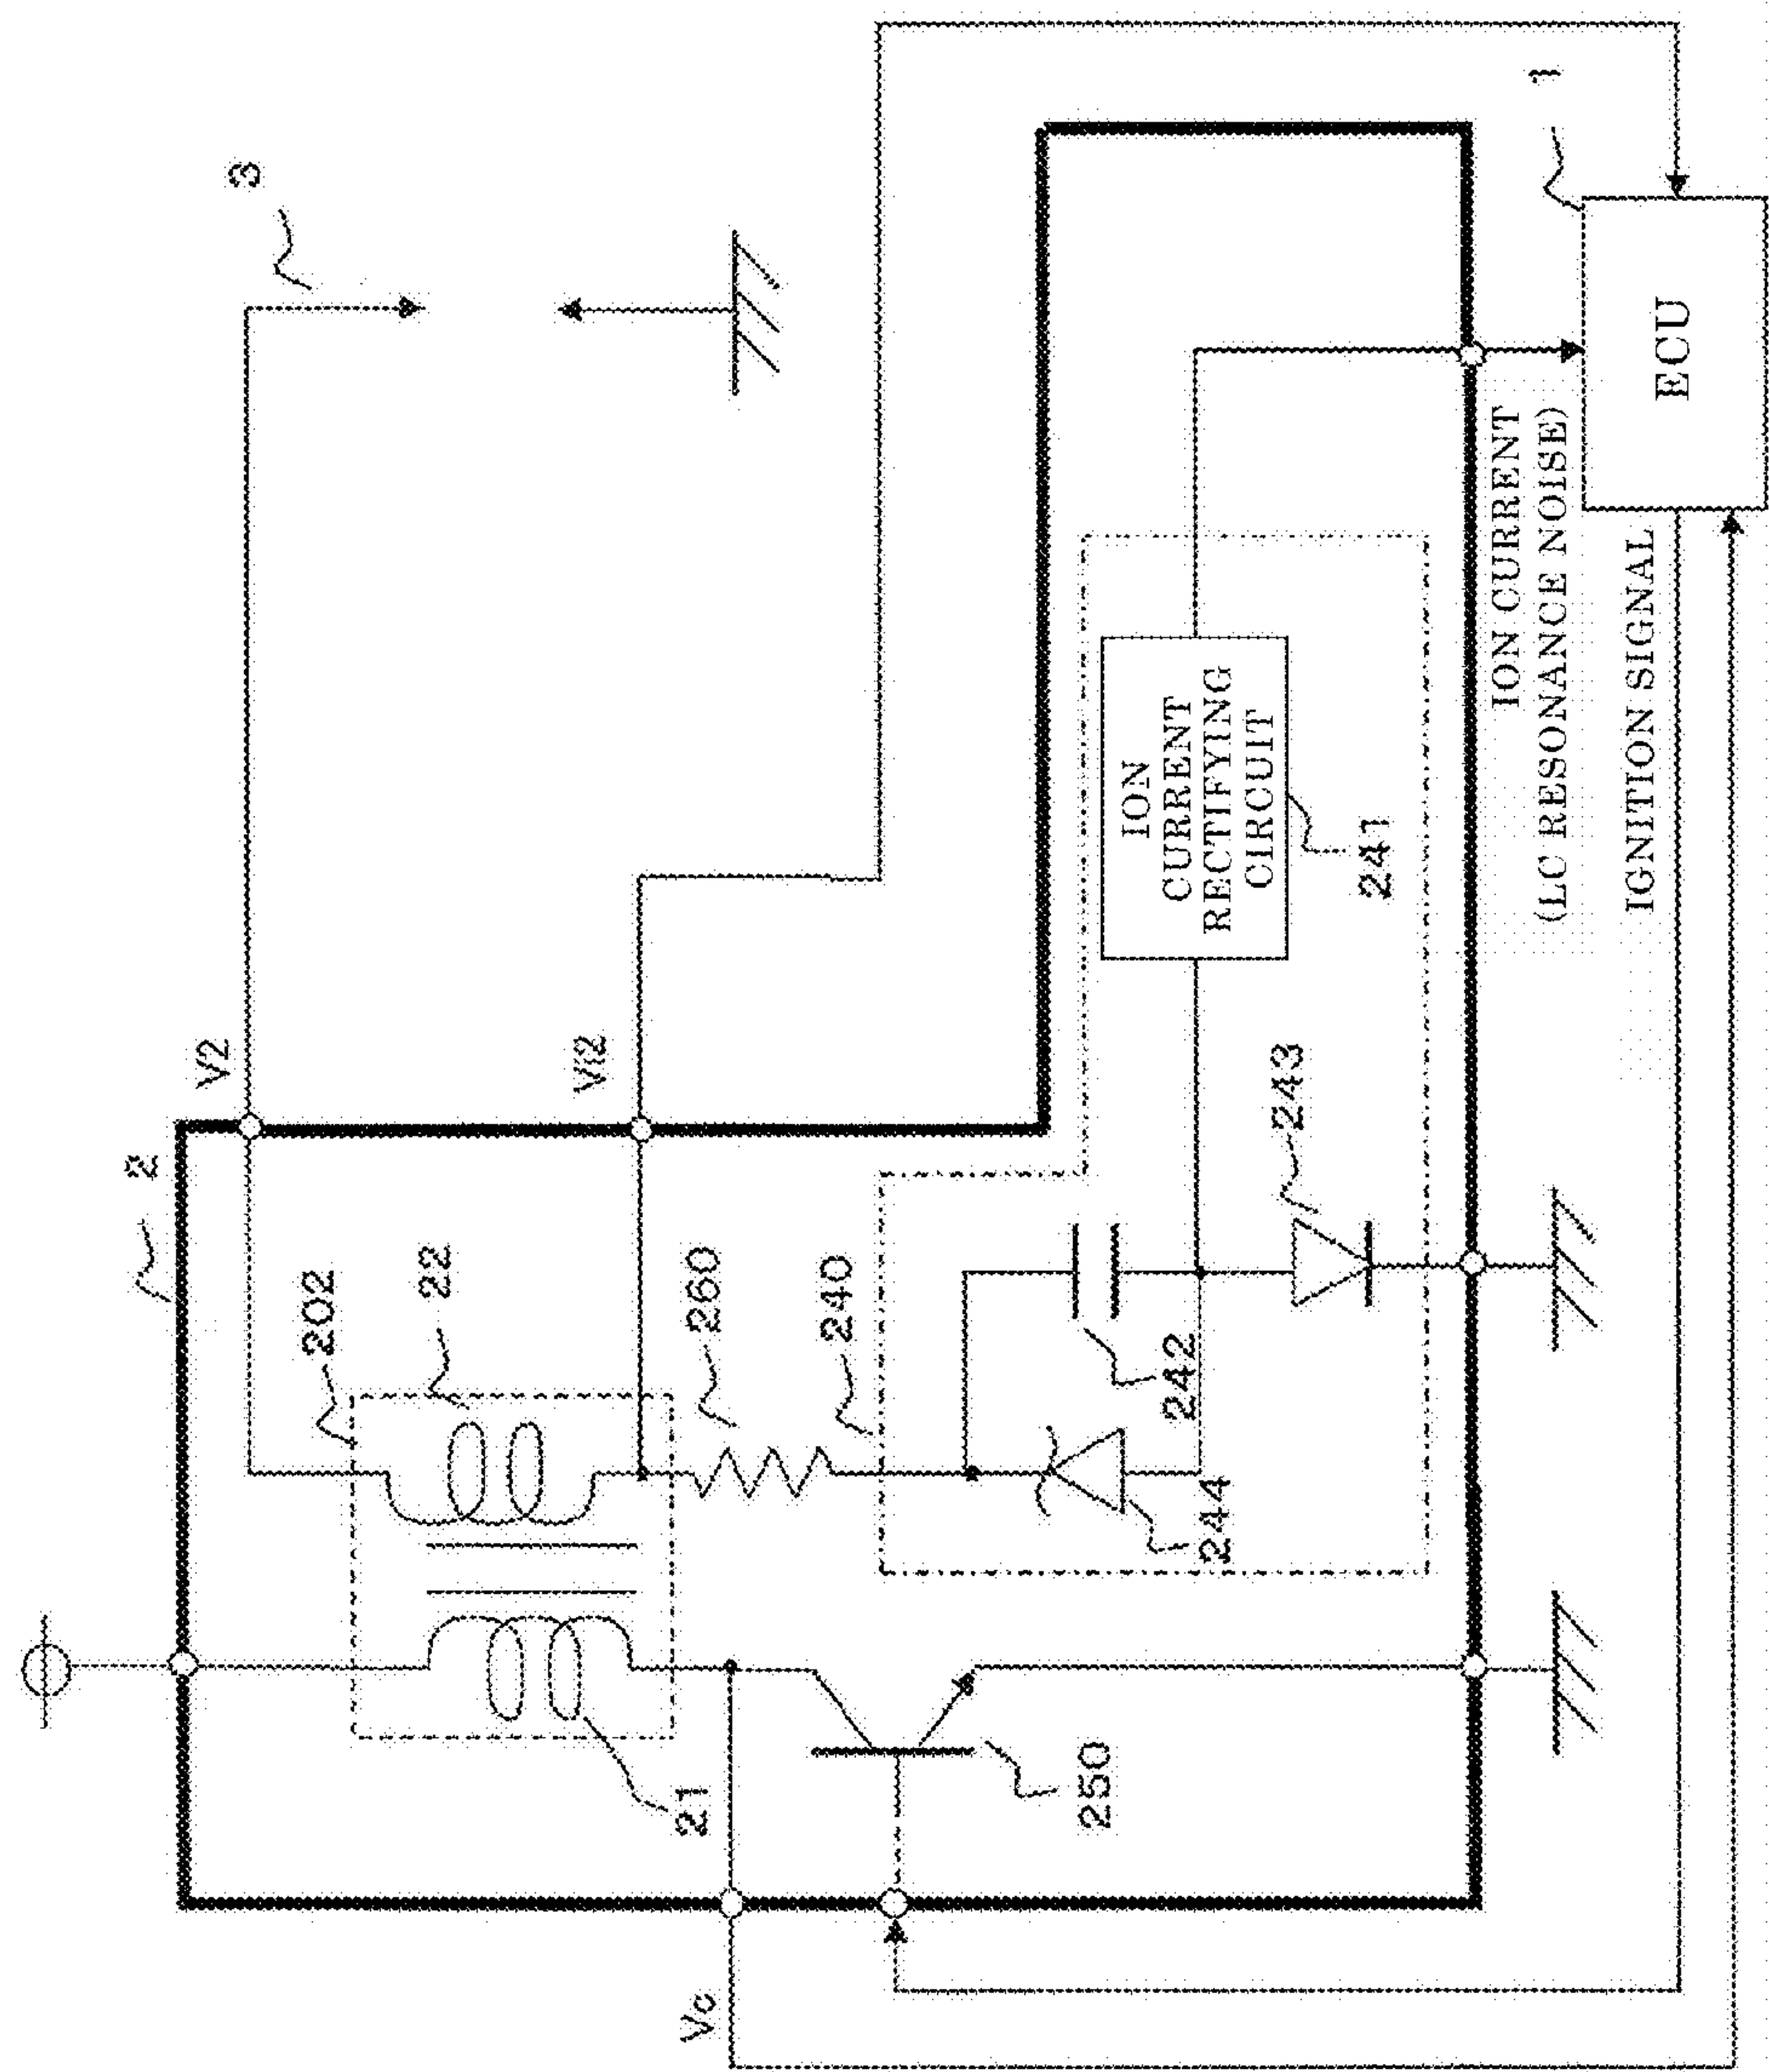 2
V2
3
202
22
Vi2
Vc
21
260
240
250
ION
CURRENT
RECTIFYING
CIRCUIT
242
244
243
241
ION CURRENT
(LC RESONANCE NOISE)
1
IGNITION SIGNAL
ECU